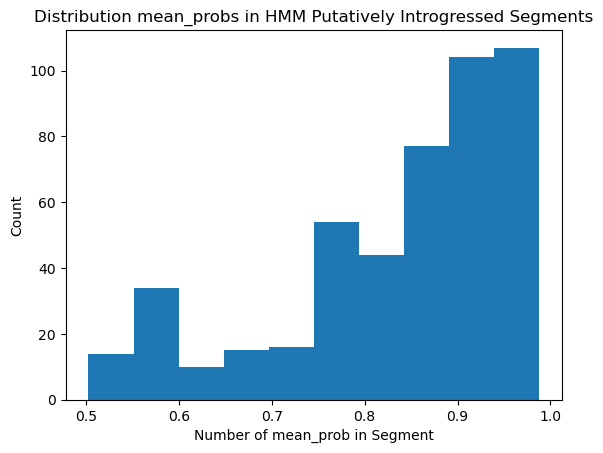 Distribution mean_probs in HMM Putatively Introgressed Segments
100
80
60
40
20
0
Count
0.5 0.6 0.7 0.8 0.9 1.0
Number of mean_prob in Segment